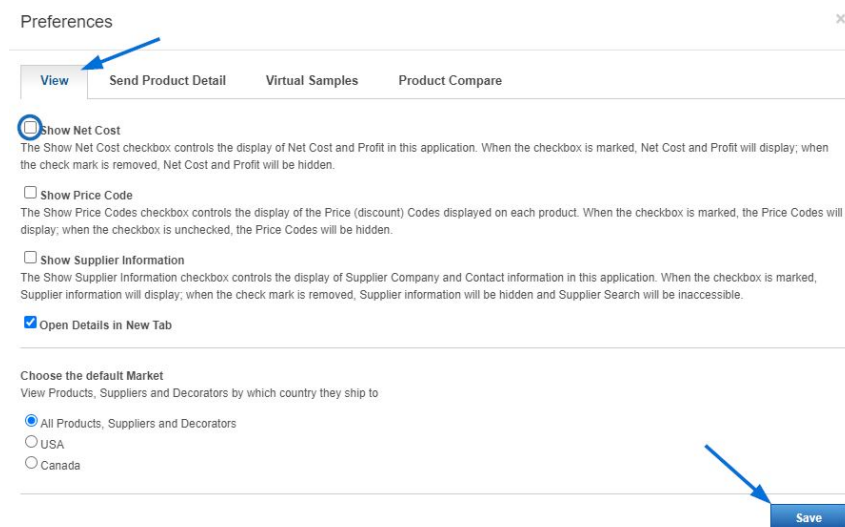 Preferences
View Send Product Detail Virtual Samples Product Compare
Show Net Cost
The Show Net Cost checkbox controls the display of Net Cost and Profit in this application. When the checkbox is marked, Net Cost and Profit will display; when
the check mark is removed, Net Cost and Profit will be hidden.
Show Price Code
The Show Price Codes checkbox controls the display of the Price (discount) Codes displayed on each product. When the checkbox is marked, the Price Codes will
display; when the checkbox is unchecked, the Price Codes will be hidden.
Show Supplier Information
The Show Supplier Information checkbox controls the display of Supplier Company and Contact information in this application. When the checkbox is marked,
Supplier information will display; when the check mark is removed, Supplier information will be hidden and Supplier Search will be inaccessible.
Open Details in New Tab
Choose the default Market
View Products, Suppliers and Decorators by which country they ship to
All Products, Suppliers and Decorators
USA
Canada
Save